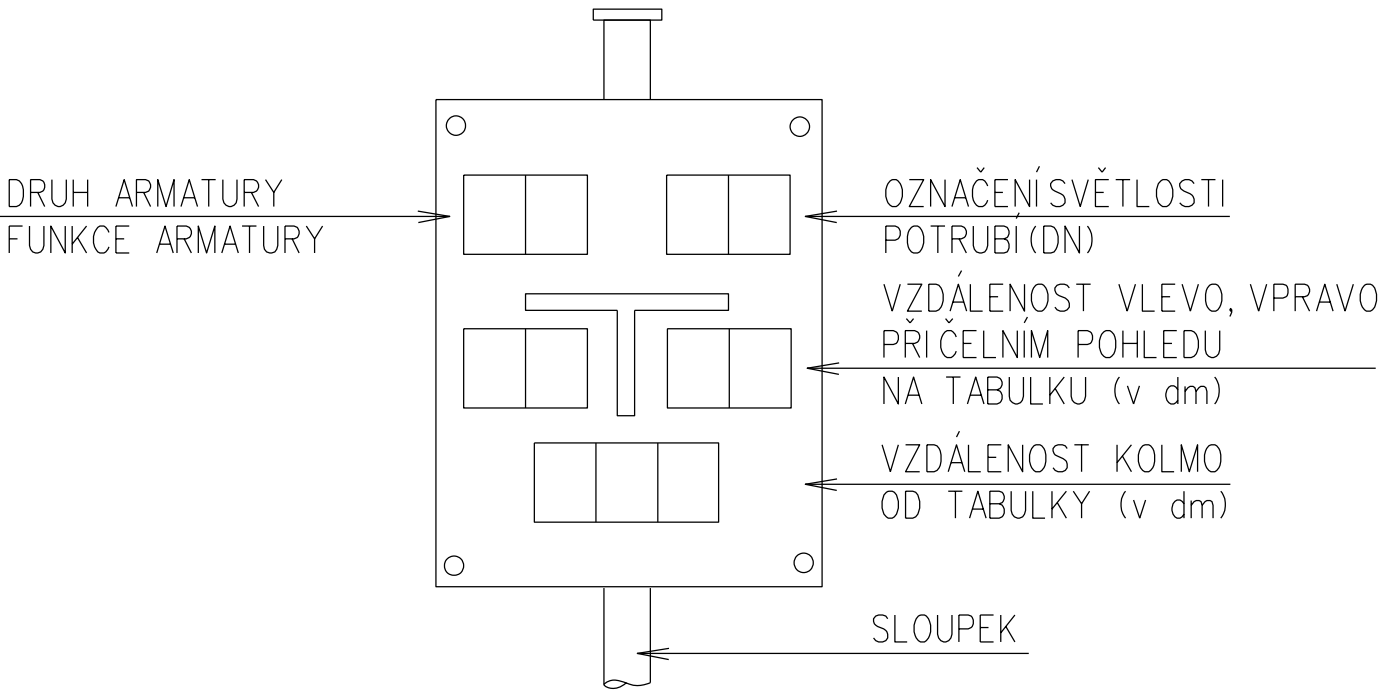 DRUH ARMATURY
FUNKCE ARMATURY
OZNAČENÍ SVĚTLOSTI
POTRUBÍ (DN)
VZDÁLENOST VLEVO, VPRAVO
PŘI ČELNÍM POHLEDU
NA TABULKU (v dm)
VZDÁLENOST KOLMO
OD TABULKY (v dm)
SLOUPEK